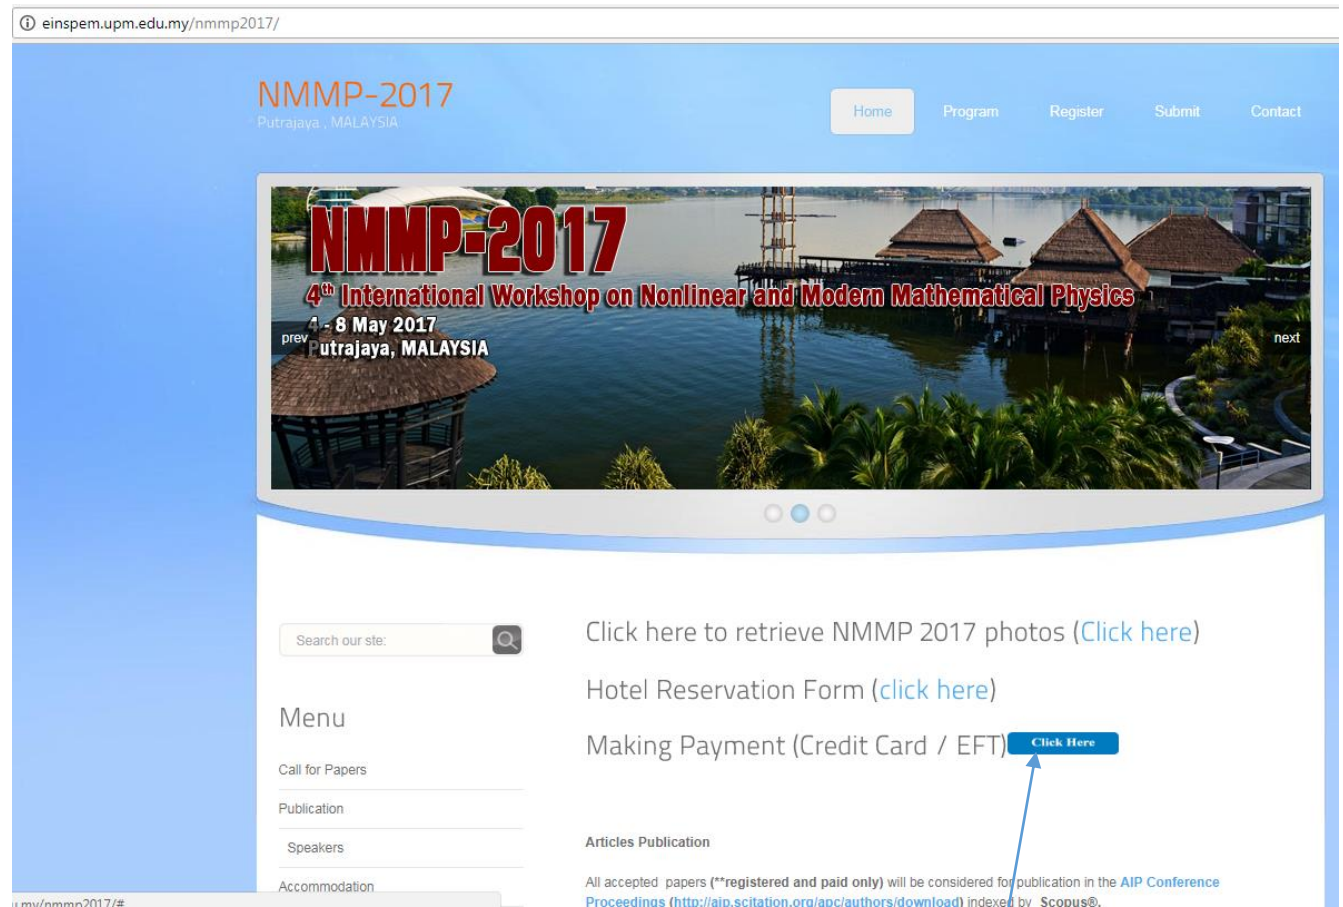 einspem.upm.edu.my/nmmp2017/
NMMP-2017
Putrajaya , MALAYSIA
Home Program Register Submit Contact
NMMP-2017
4th International Workshop on Nonlinear and Modern Mathematical Physics
4 - 8 May 2017
Putrajaya, MALAYSIA
prev
next
Search our ste:
Menu
Call for Papers
Publication
Speakers
Accommodation
Click here to retrieve NMMP 2017 photos (Click here)
Hotel Reservation Form (click here)
Making Payment (Credit Card / EFT) Click Here
Articles Publication
All accepted papers (**registered and paid only) will be considered for publication in the AIP Conference
Proceedings (http://aip.scitation.org/apc/authors/download) indexed by Scopus®.
u.my/nmmp2017/#